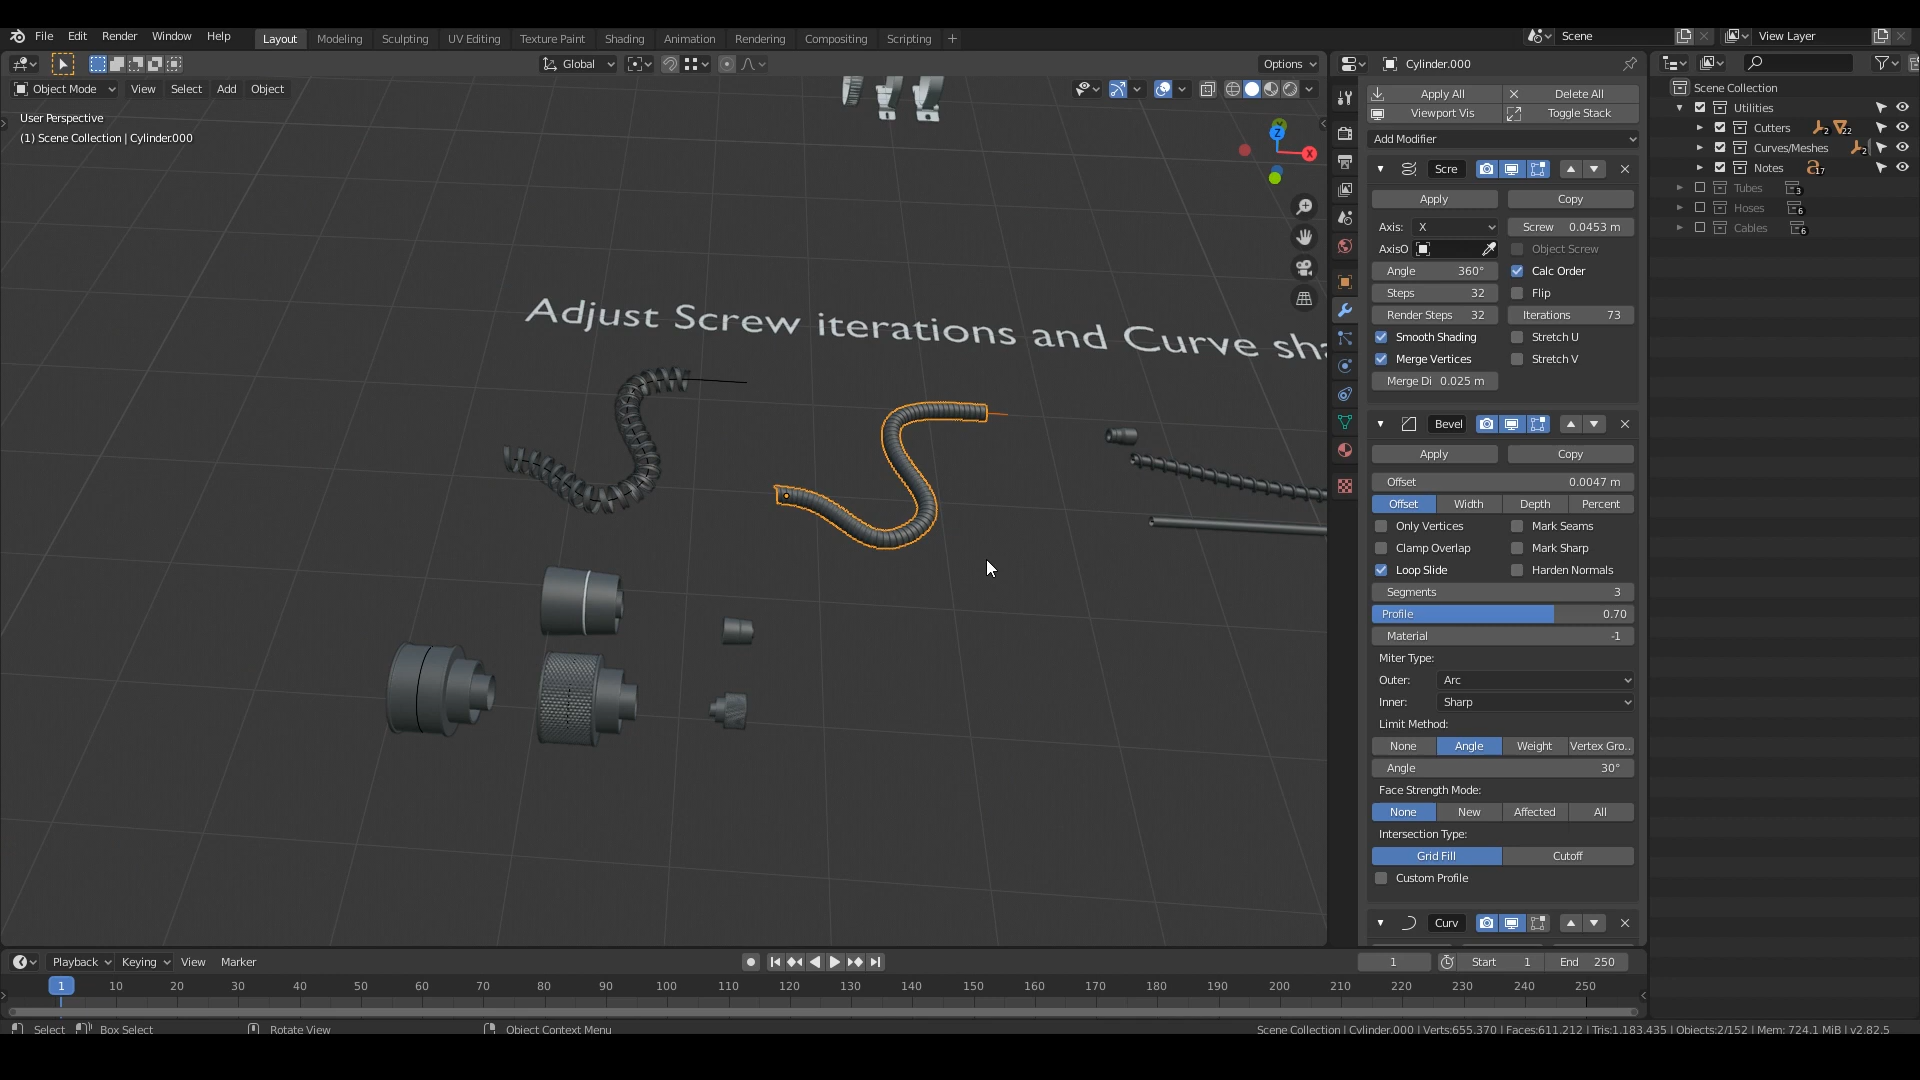 File Edit Render Window Help
Layout Modeling Sculpting UV Editing Texture Paint Shading Animation Rendering Compositing Scripting +
Scene
View Layer
Global
Options
Object Mode View Select Add Object
User Perspective
(1) Scene Collection | Cylinder.000
Z
X
Adjust Screw iterations and Curve sha
Cylinder.000
Apply All Delete All
Viewport Vis Toggle Stack
Add Modifier
Scre
Apply Copy
Axis: X Screw 0.0453 m
AxisO Object Screw
Angle 360° Calc Order
Steps 32 Flip
Render Steps 32 Iterations 73
Smooth Shading Stretch U
Merge Vertices Stretch V
Merge Di 0.025 m
Bevel
Apply Copy
Offset 0.0047 m
Offset Width Depth Percent
Only Vertices Mark Seams
Clamp Overlap Mark Sharp
Loop Slide Harden Normals
Segments 3
Profile 0.70
Material -1
Miter Type:
Outer: Arc
Inner: Sharp
Limit Method:
None Angle Weight Vertex Gro..
Angle 30°
Face Strength Mode:
None New Affected All
Intersection Type:
Grid Fill Cutoff
Custom Profile
Curv
Scene Collection
Utilities
Cutters 2 22
Curves/Meshes 2
Notes 17
Tubes 3
Hoses 6
Cables 6
Playback Keying View Marker
1 Start 1 End 250
1 10 20 30 40 50 60 70 80 90 100 110 120 130 140 150 160 170 180 190 200 210 220 230 240 250
Select Box Select Rotate View Object Context Menu
Scene Collection | Cylinder.000 | Verts:655.370 | Faces:611.212 | Tris:1.183.435 | Objects:2/152 | Mem: 724.1 MiB | v2.82.5